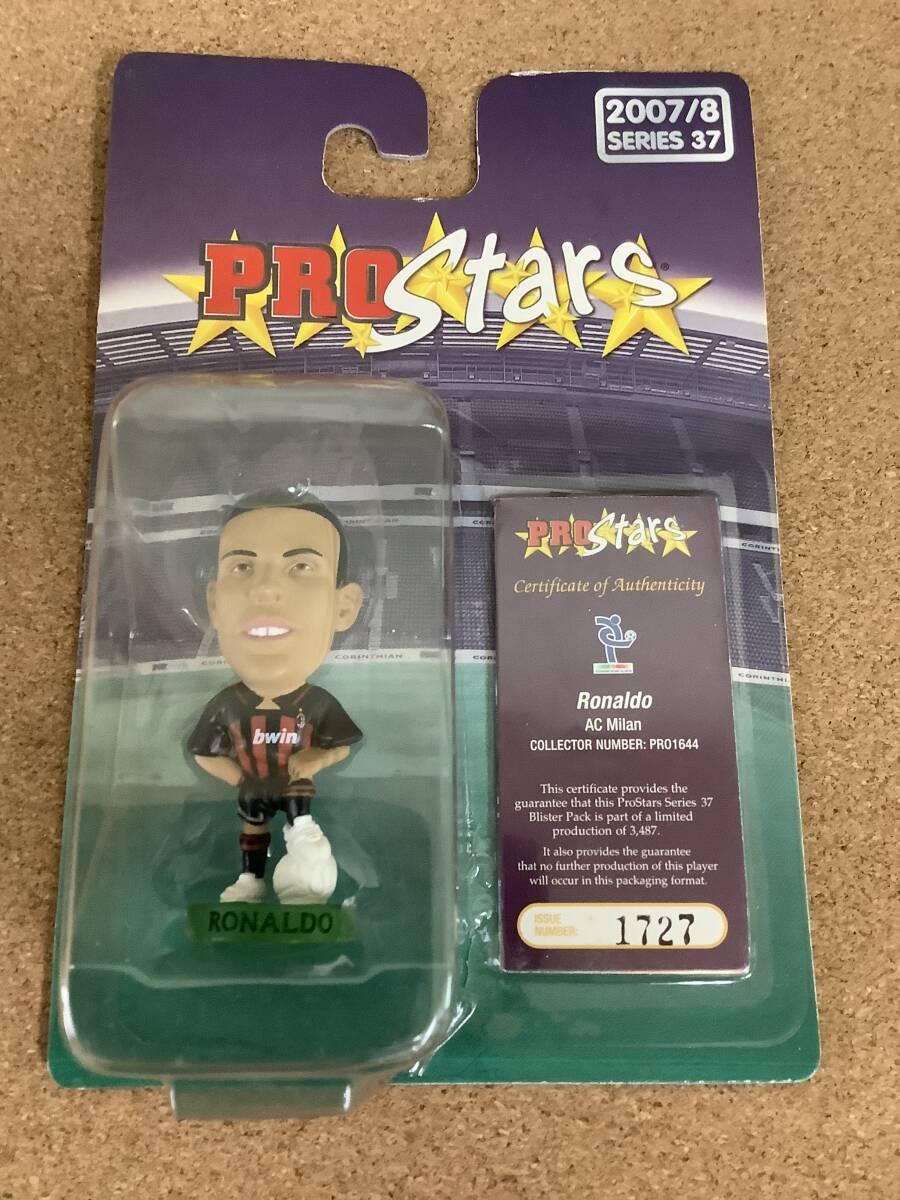 2007/8
SERIES 37
PROStars®
CORINTHIAN
CORINTHIAN
bwin
RONALDO
PROStars
Certificate of Authenticity
Ronaldo
AC Milan
COLLECTOR NUMBER: PRO1644
This certificate provides the
guarantee that this ProStars Series 37
Blister Pack is part of a limited
production of 3,487.
It also provides the guarantee
that no further production of this player
will occur in this packaging format.
ISSUE
NUMBER: 1727